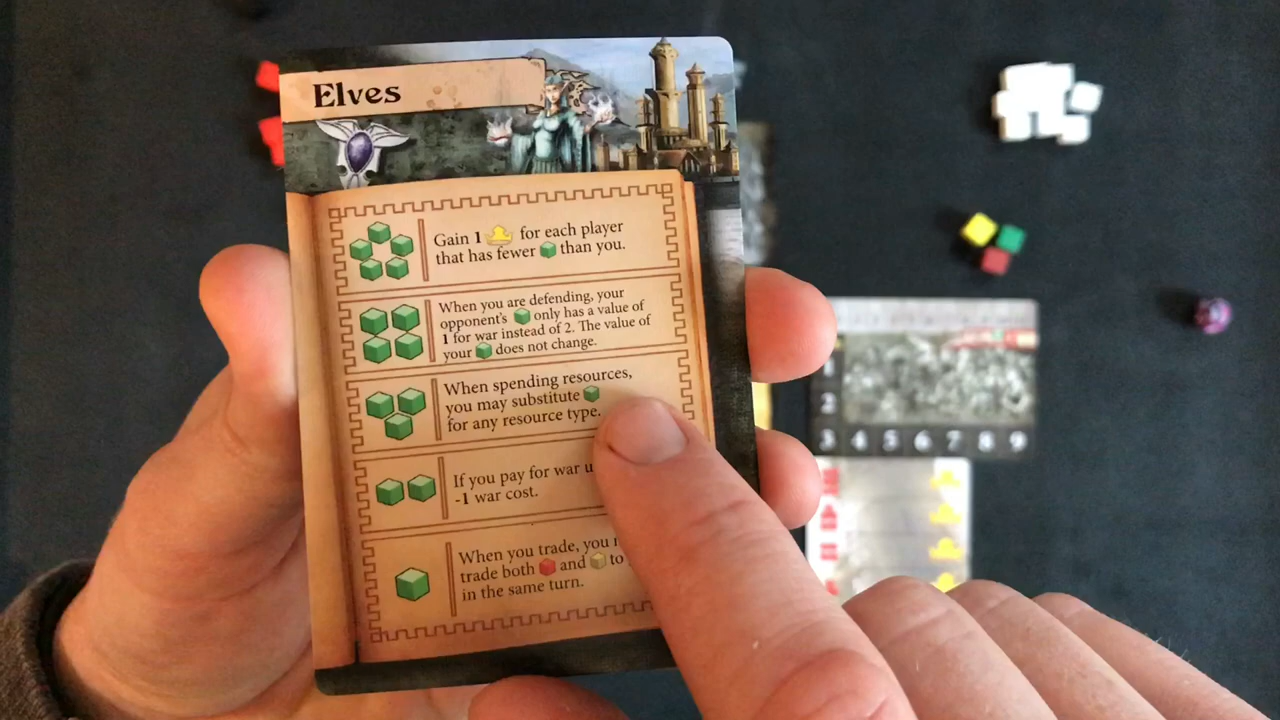 Elves
Gain 1 for each player
that has fewer than you.
When you are defending, your
opponent's only has a value of
1 for war instead of 2. The value of
your does not change.
When spending resources,
you may substitute
for any resource type.
If you pay for war
-1 war cost.
When you trade, you
trade both and to
in the same turn.
1
2
3 4 5 6 7 8 9